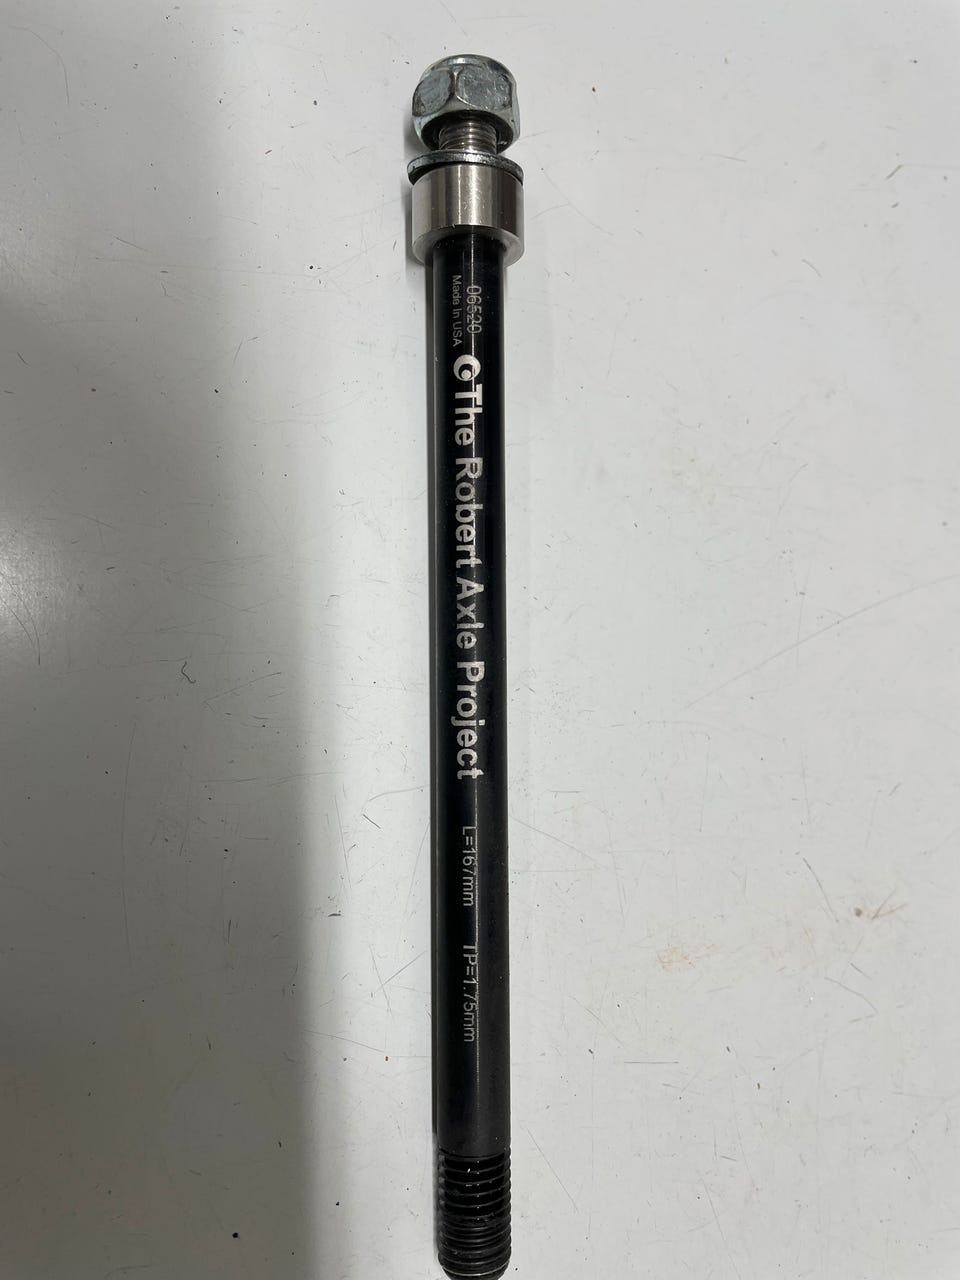 06520
Made In USA
The Robert Axle Project
L=167mm TP=1.75mm